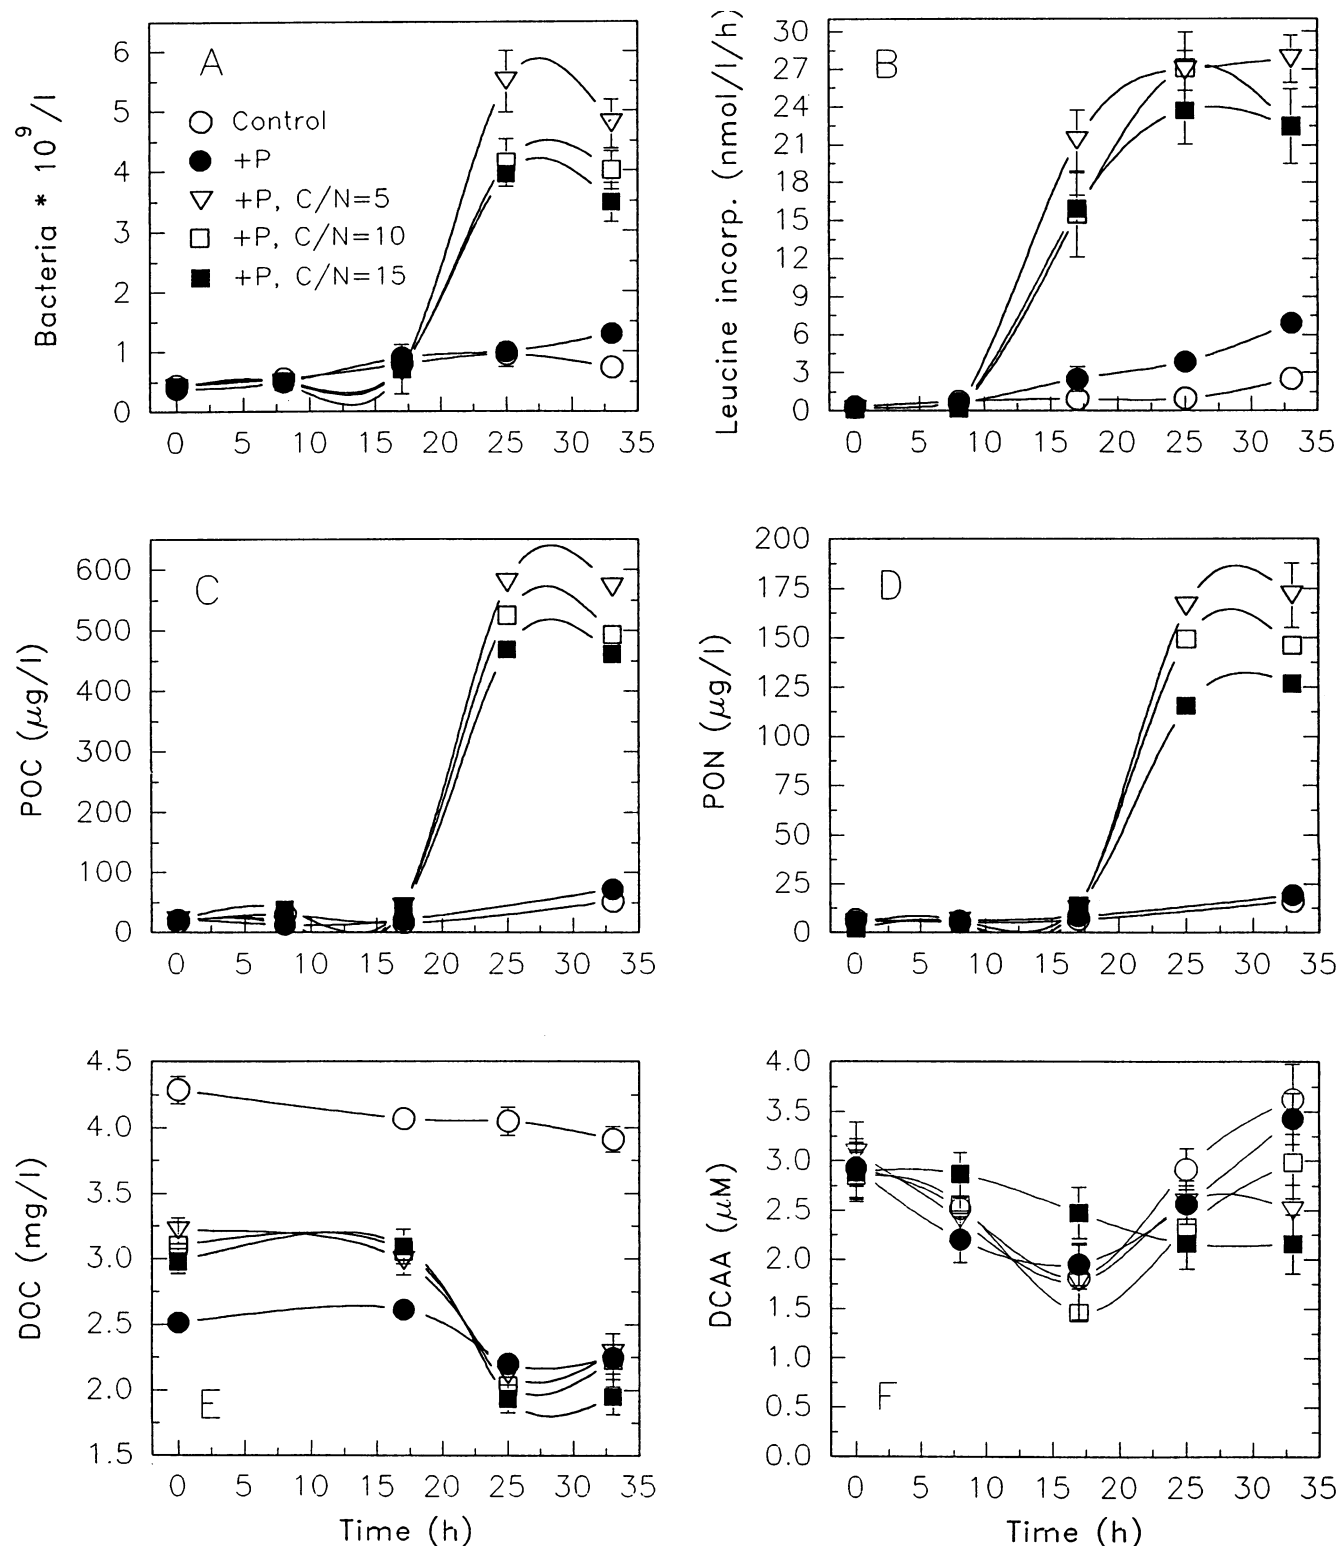 A
Bacteria * 10^9/l
6
5
4
3
2
1
0
Control
+P
+P, C/N=5
+P, C/N=10
+P, C/N=15
0 5 10 15 20 25 30 35
B
Leucine incorp. (nmol/l/h)
30
27
24
21
18
15
12
9
6
3
0
0 5 10 15 20 25 30 35
C
POC (µg/l)
600
500
400
300
200
100
0
0 5 10 15 20 25 30 35
D
PON (µg/l)
200
175
150
125
100
75
50
25
0
0 5 10 15 20 25 30 35
E
DOC (mg/l)
4.5
4.0
3.5
3.0
2.5
2.0
1.5
0 5 10 15 20 25 30 35
Time (h)
F
DCAA (µM)
4.0
3.5
3.0
2.5
2.0
1.5
1.0
0.5
0.0
0 5 10 15 20 25 30 35
Time (h)